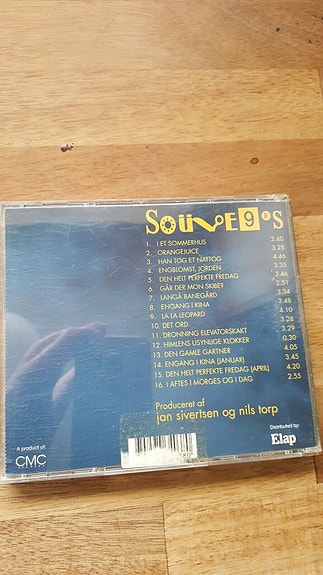 1. I ET SOMMERHUS 3.40
2. ORANGEJUICE 3.28
3. HAN TOG ET NATTOG 4.46
4. ENGBLOMST, JORDEN 3.35
5. DEN HELT PERFEKTE FREDAG 3.46
6. GÅR DER MON SKIBE? 2.51
7. LANGÅ BANEGÅRD 3.34
8. ENGANG I KINA 3.48
9. LA LA LEOPARD 4.10
10. DET ORD 3.28
11. DRONNING ELEVATORSKAKT 3.29
12. HIMLENS USYNLIGE KLOKKER 0.30
13. DEN GAMLE GARTNER 4.05
14. ENGANG I KINA (JANUAR) 3.45
15. DEN HELT PERFEKTE FREDAG (APRIL) 4.20
16. I AFTES I MORGES OG I DAG 2.55
Produceret af
jan sivertsen og nils torp
A product of:
CMC
Distributed by:
Elap